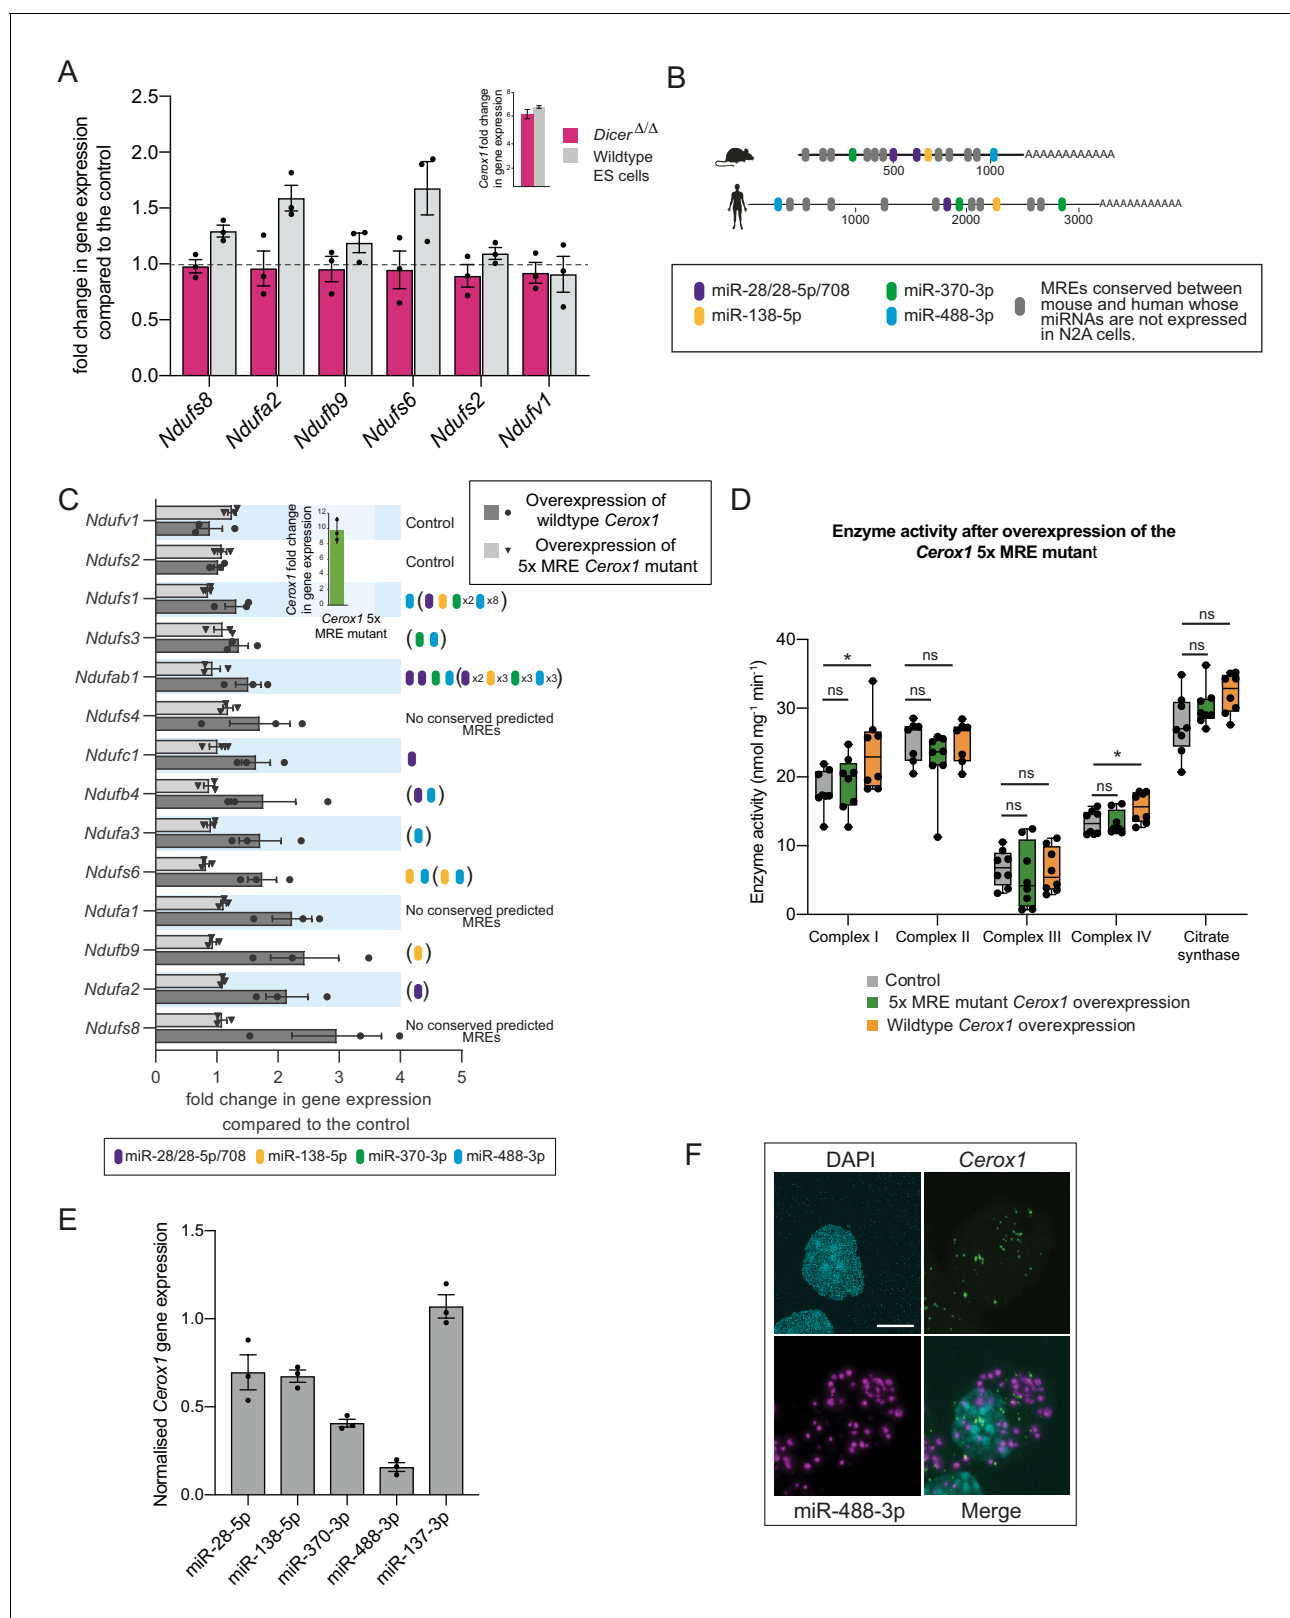 A
fold change in gene expression
compared to the control
2.5
2.0
1.5
1.0
0.5
0.0
Ndufs8
Ndufa2
Ndufb9
Ndufs6
Ndufs2
Ndufv1
Cerox1 fold change
in gene expression
8
6
4
2
Dicer Δ/Δ
Wildtype
ES cells
B
500
1000
AAAAAAAAAAAA
1000
2000
3000
AAAAAAAAAAAA
miR-28/28-5p/708
miR-138-5p
miR-370-3p
miR-488-3p
MREs conserved between
mouse and human whose
miRNAs are not expressed
in N2A cells.
C
Overexpression of
wildtype Cerox1
Overexpression of
5x MRE Cerox1 mutant
Cerox1 fold change
in gene expression
12
10
8
6
4
2
0
Cerox1 5x
MRE mutant
Ndufv1
Control
Ndufs2
Control
Ndufs1
( x2 x8 )
Ndufs3
( )
Ndufab1
( x2 x3 x3 x3 )
Ndufs4
No conserved predicted
MREs
Ndufc1
Ndufb4
( )
Ndufa3
( )
Ndufs6
( )
Ndufa1
No conserved predicted
MREs
Ndufb9
( )
Ndufa2
( )
Ndufs8
No conserved predicted
MREs
0 1 2 3 4 5
fold change in gene expression
compared to the control
miR-28/28-5p/708 miR-138-5p miR-370-3p miR-488-3p
D
Enzyme activity after overexpression of the
Cerox1 5x MRE mutant
Enzyme activity (nmol mg⁻¹ min⁻¹)
40
30
20
10
0
*
ns
ns
ns
ns
ns
*
ns
ns
ns
Complex I
Complex II
Complex III
Complex IV
Citrate
synthase
Control
5x MRE mutant Cerox1 overexpression
Wildtype Cerox1 overexpression
E
Normalised Cerox1 gene expression
1.5
1.0
0.5
0.0
miR-28-5p
miR-138-5p
miR-370-3p
miR-488-3p
miR-137-3p
F
DAPI
Cerox1
miR-488-3p
Merge